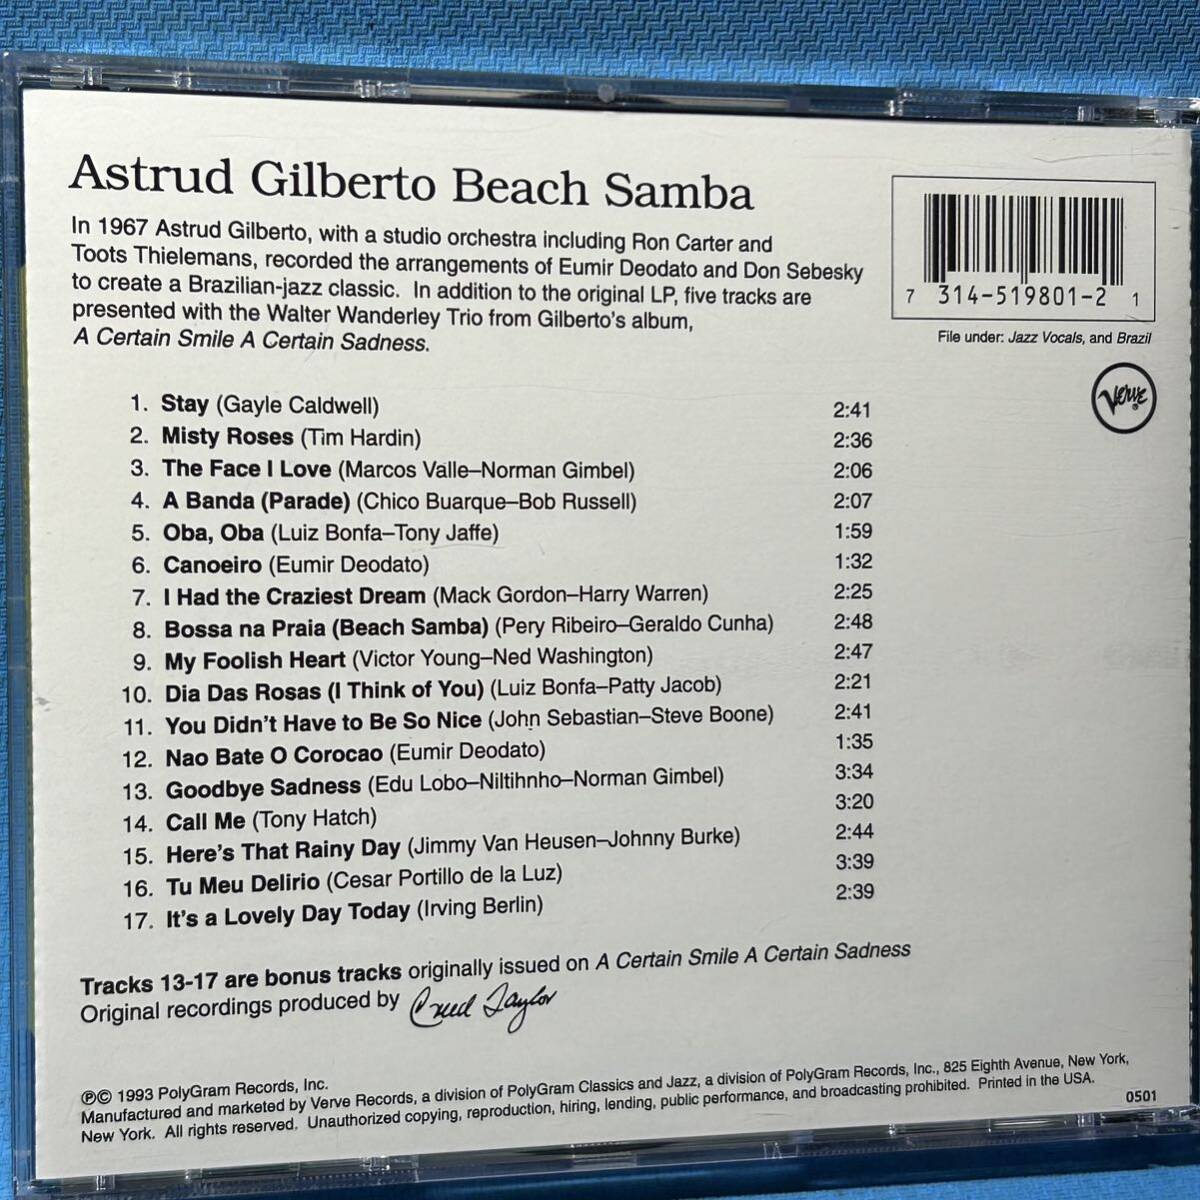 Astrud Gilberto Beach Samba
In 1967 Astrud Gilberto, with a studio orchestra including Ron Carter and
Toots Thielemans, recorded the arrangements of Eumir Deodato and Don Sebesky
to create a Brazilian-jazz classic. In addition to the original LP, five tracks are
presented with the Walter Wanderley Trio from Gilberto's album,
A Certain Smile A Certain Sadness.
7 314-519801-2 1
File under: Jazz Vocals, and Brazil
Verve
1. Stay (Gayle Caldwell) 2:41
2. Misty Roses (Tim Hardin) 2:36
3. The Face I Love (Marcos Valle–Norman Gimbel) 2:06
4. A Banda (Parade) (Chico Buarque–Bob Russell) 2:07
5. Oba, Oba (Luiz Bonfa–Tony Jaffe) 1:59
6. Canoeiro (Eumir Deodato) 1:32
7. I Had the Craziest Dream (Mack Gordon–Harry Warren) 2:25
8. Bossa na Praia (Beach Samba) (Pery Ribeiro–Geraldo Cunha) 2:48
9. My Foolish Heart (Victor Young–Ned Washington) 2:47
10. Dia Das Rosas (I Think of You) (Luiz Bonfa–Patty Jacob) 2:21
11. You Didn't Have to Be So Nice (John Sebastian–Steve Boone) 2:41
12. Nao Bate O Corocao (Eumir Deodato) 1:35
13. Goodbye Sadness (Edu Lobo–Niltihnho–Norman Gimbel) 3:34
14. Call Me (Tony Hatch) 3:20
15. Here's That Rainy Day (Jimmy Van Heusen–Johnny Burke) 2:44
16. Tu Meu Delirio (Cesar Portillo de la Luz) 3:39
17. It's a Lovely Day Today (Irving Berlin) 2:39
Tracks 13-17 are bonus tracks originally issued on A Certain Smile A Certain Sadness
Original recordings produced by Creed Taylor
℗© 1993 PolyGram Records, Inc.
Manufactured and marketed by Verve Records, a division of PolyGram Classics and Jazz, a division of PolyGram Records, Inc., 825 Eighth Avenue, New York,
New York. All rights reserved. Unauthorized copying, reproduction, hiring, lending, public performance, and broadcasting prohibited. Printed in the USA.
0501